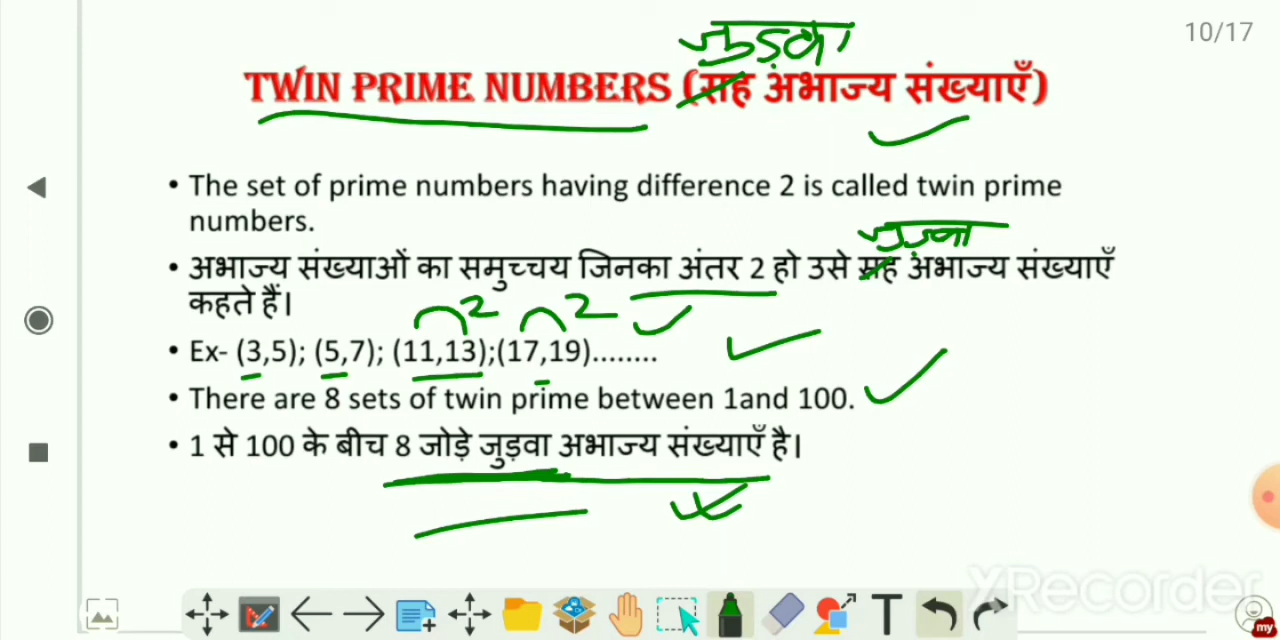 10/17
जुड़वा
TWIN PRIME NUMBERS (सह अभाज्य संख्याएँ)
• The set of prime numbers having difference 2 is called twin prime
numbers.
जुड़वा
• अभाज्य संख्याओं का समुच्चय जिनका अंतर 2 हो उसे सह अभाज्य संख्याएँ
कहते हैं।
2 2
• Ex- (3,5); (5,7); (11,13);(17,19)........
• There are 8 sets of twin prime between 1and 100.
• 1 से 100 के बीच 8 जोड़े जुड़वा अभाज्य संख्याएँ है।
XRecorder
T
my